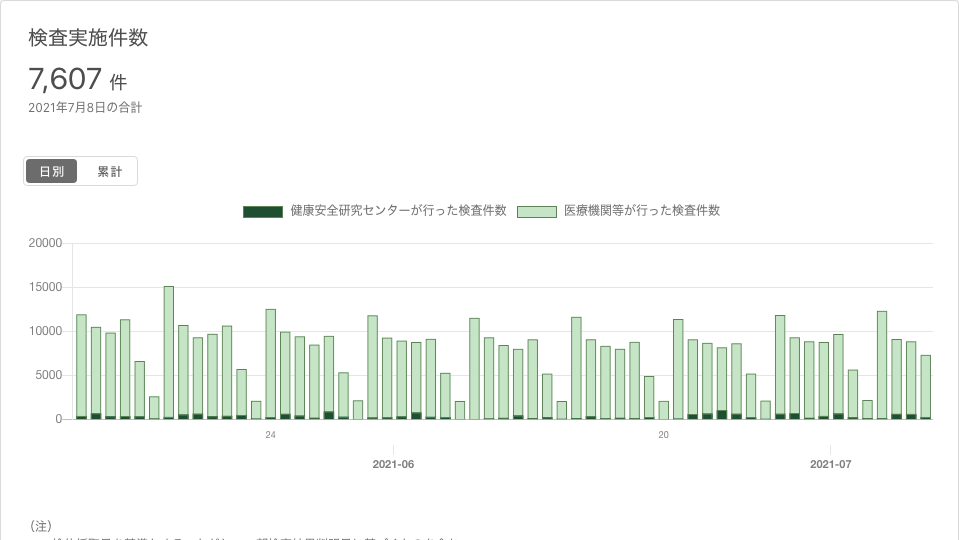 検査実施件数
7,607 件
2021年7月8日の合計
日別 累計
健康安全研究センターが行った検査件数 医療機関等が行った検査件数
20000
15000
10000
5000
0
24 20
2021-06 2021-07
（注）